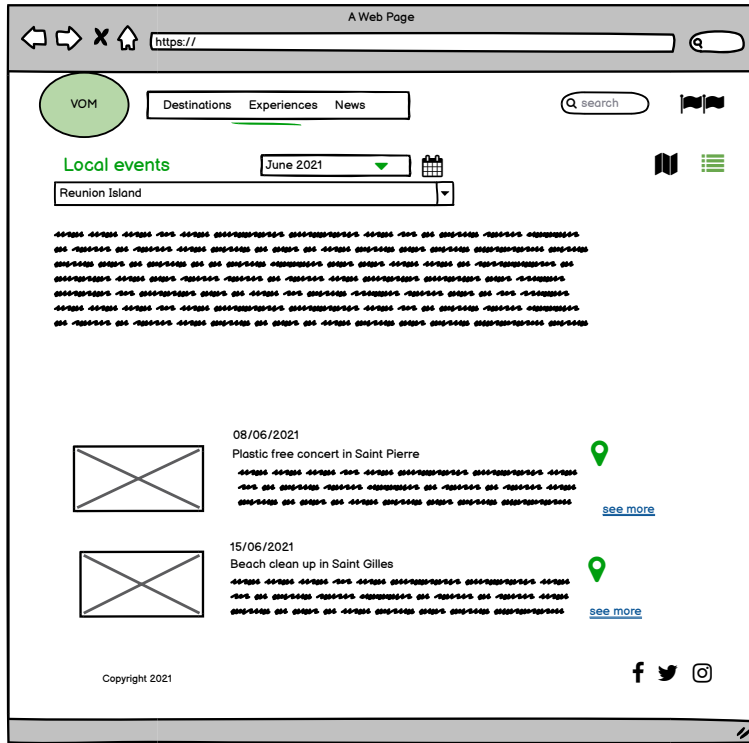 A Web Page
https://
VOM
Destinations Experiences News
search
Local events
June 2021
Reunion Island
08/06/2021
Plastic free concert in Saint Pierre
see more
15/06/2021
Beach clean up in Saint Gilles
see more
Copyright 2021